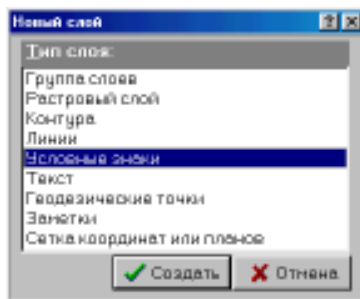 Новый слой
Тип слоя:
Группа слоев
Растровый слой
Контура
Линии
Условные знаки
Текст
Геодезические точки
Заметки
Сетка координат или планов
Создать
Отмена